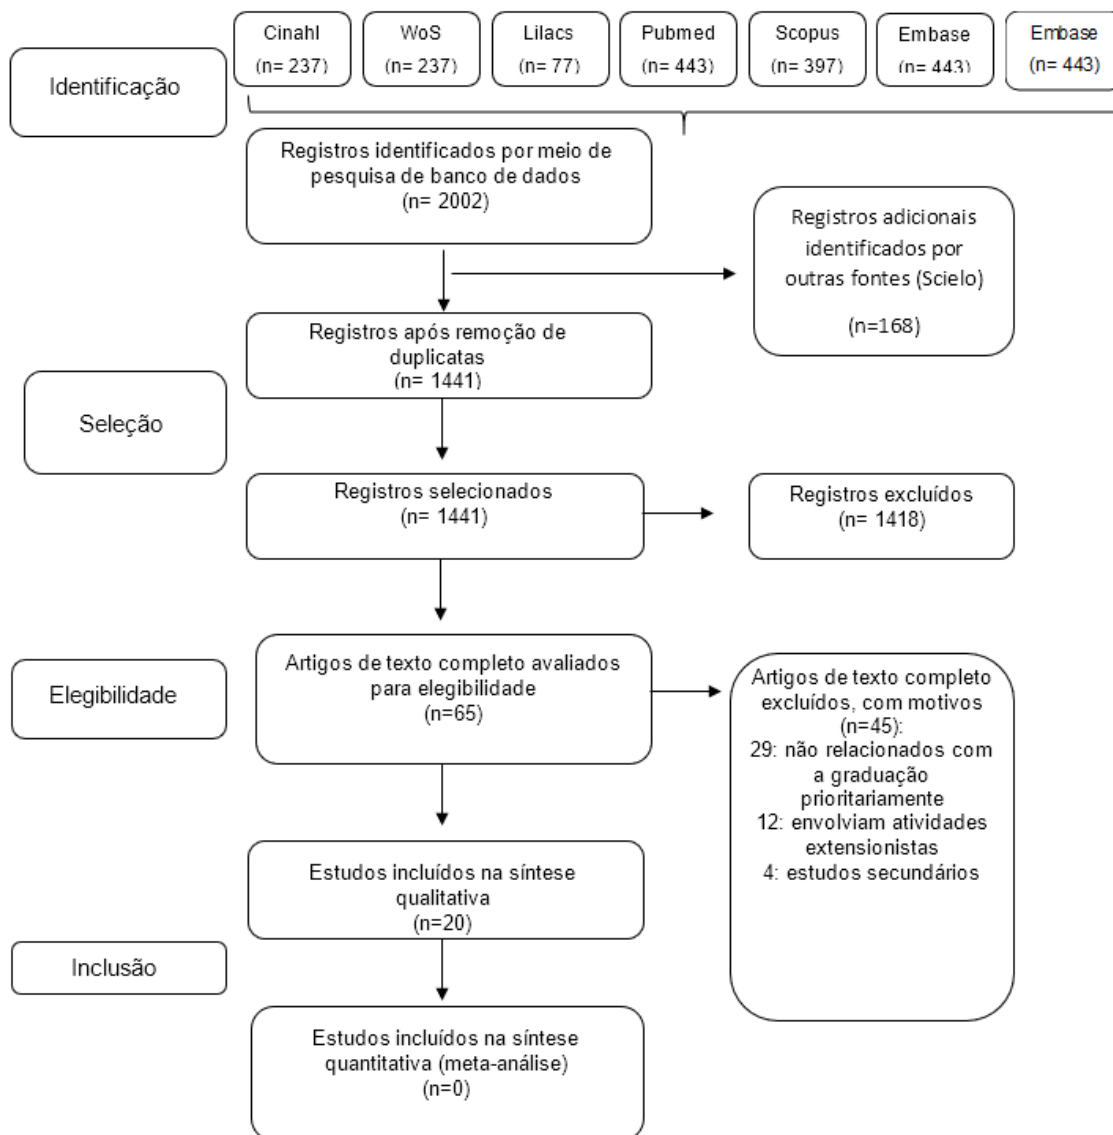 Identificação
Cinahl
(n= 237)
WoS
(n= 237)
Lilacs
(n= 77)
Pubmed
(n= 443)
Scopus
(n= 397)
Embase
(n= 443)
Embase
(n= 443)
Registros identificados por meio de
pesquisa de banco de dados
(n= 2002)
Registros adicionais
identificados por
outras fontes (Scielo)
(n=168)
Registros após remoção de
duplicatas
(n= 1441)
Seleção
Registros selecionados
(n= 1441)
Registros excluídos
(n= 1418)
Elegibilidade
Artigos de texto completo avaliados
para elegibilidade
(n=65)
Artigos de texto completo
excluídos, com motivos
(n=45):
29: não relacionados com
a graduação
prioritariamente
12: envolviam atividades
extensionistas
4: estudos secundários
Estudos incluídos na síntese
qualitativa
(n=20)
Inclusão
Estudos incluídos na síntese
quantitativa (meta-análise)
(n=0)